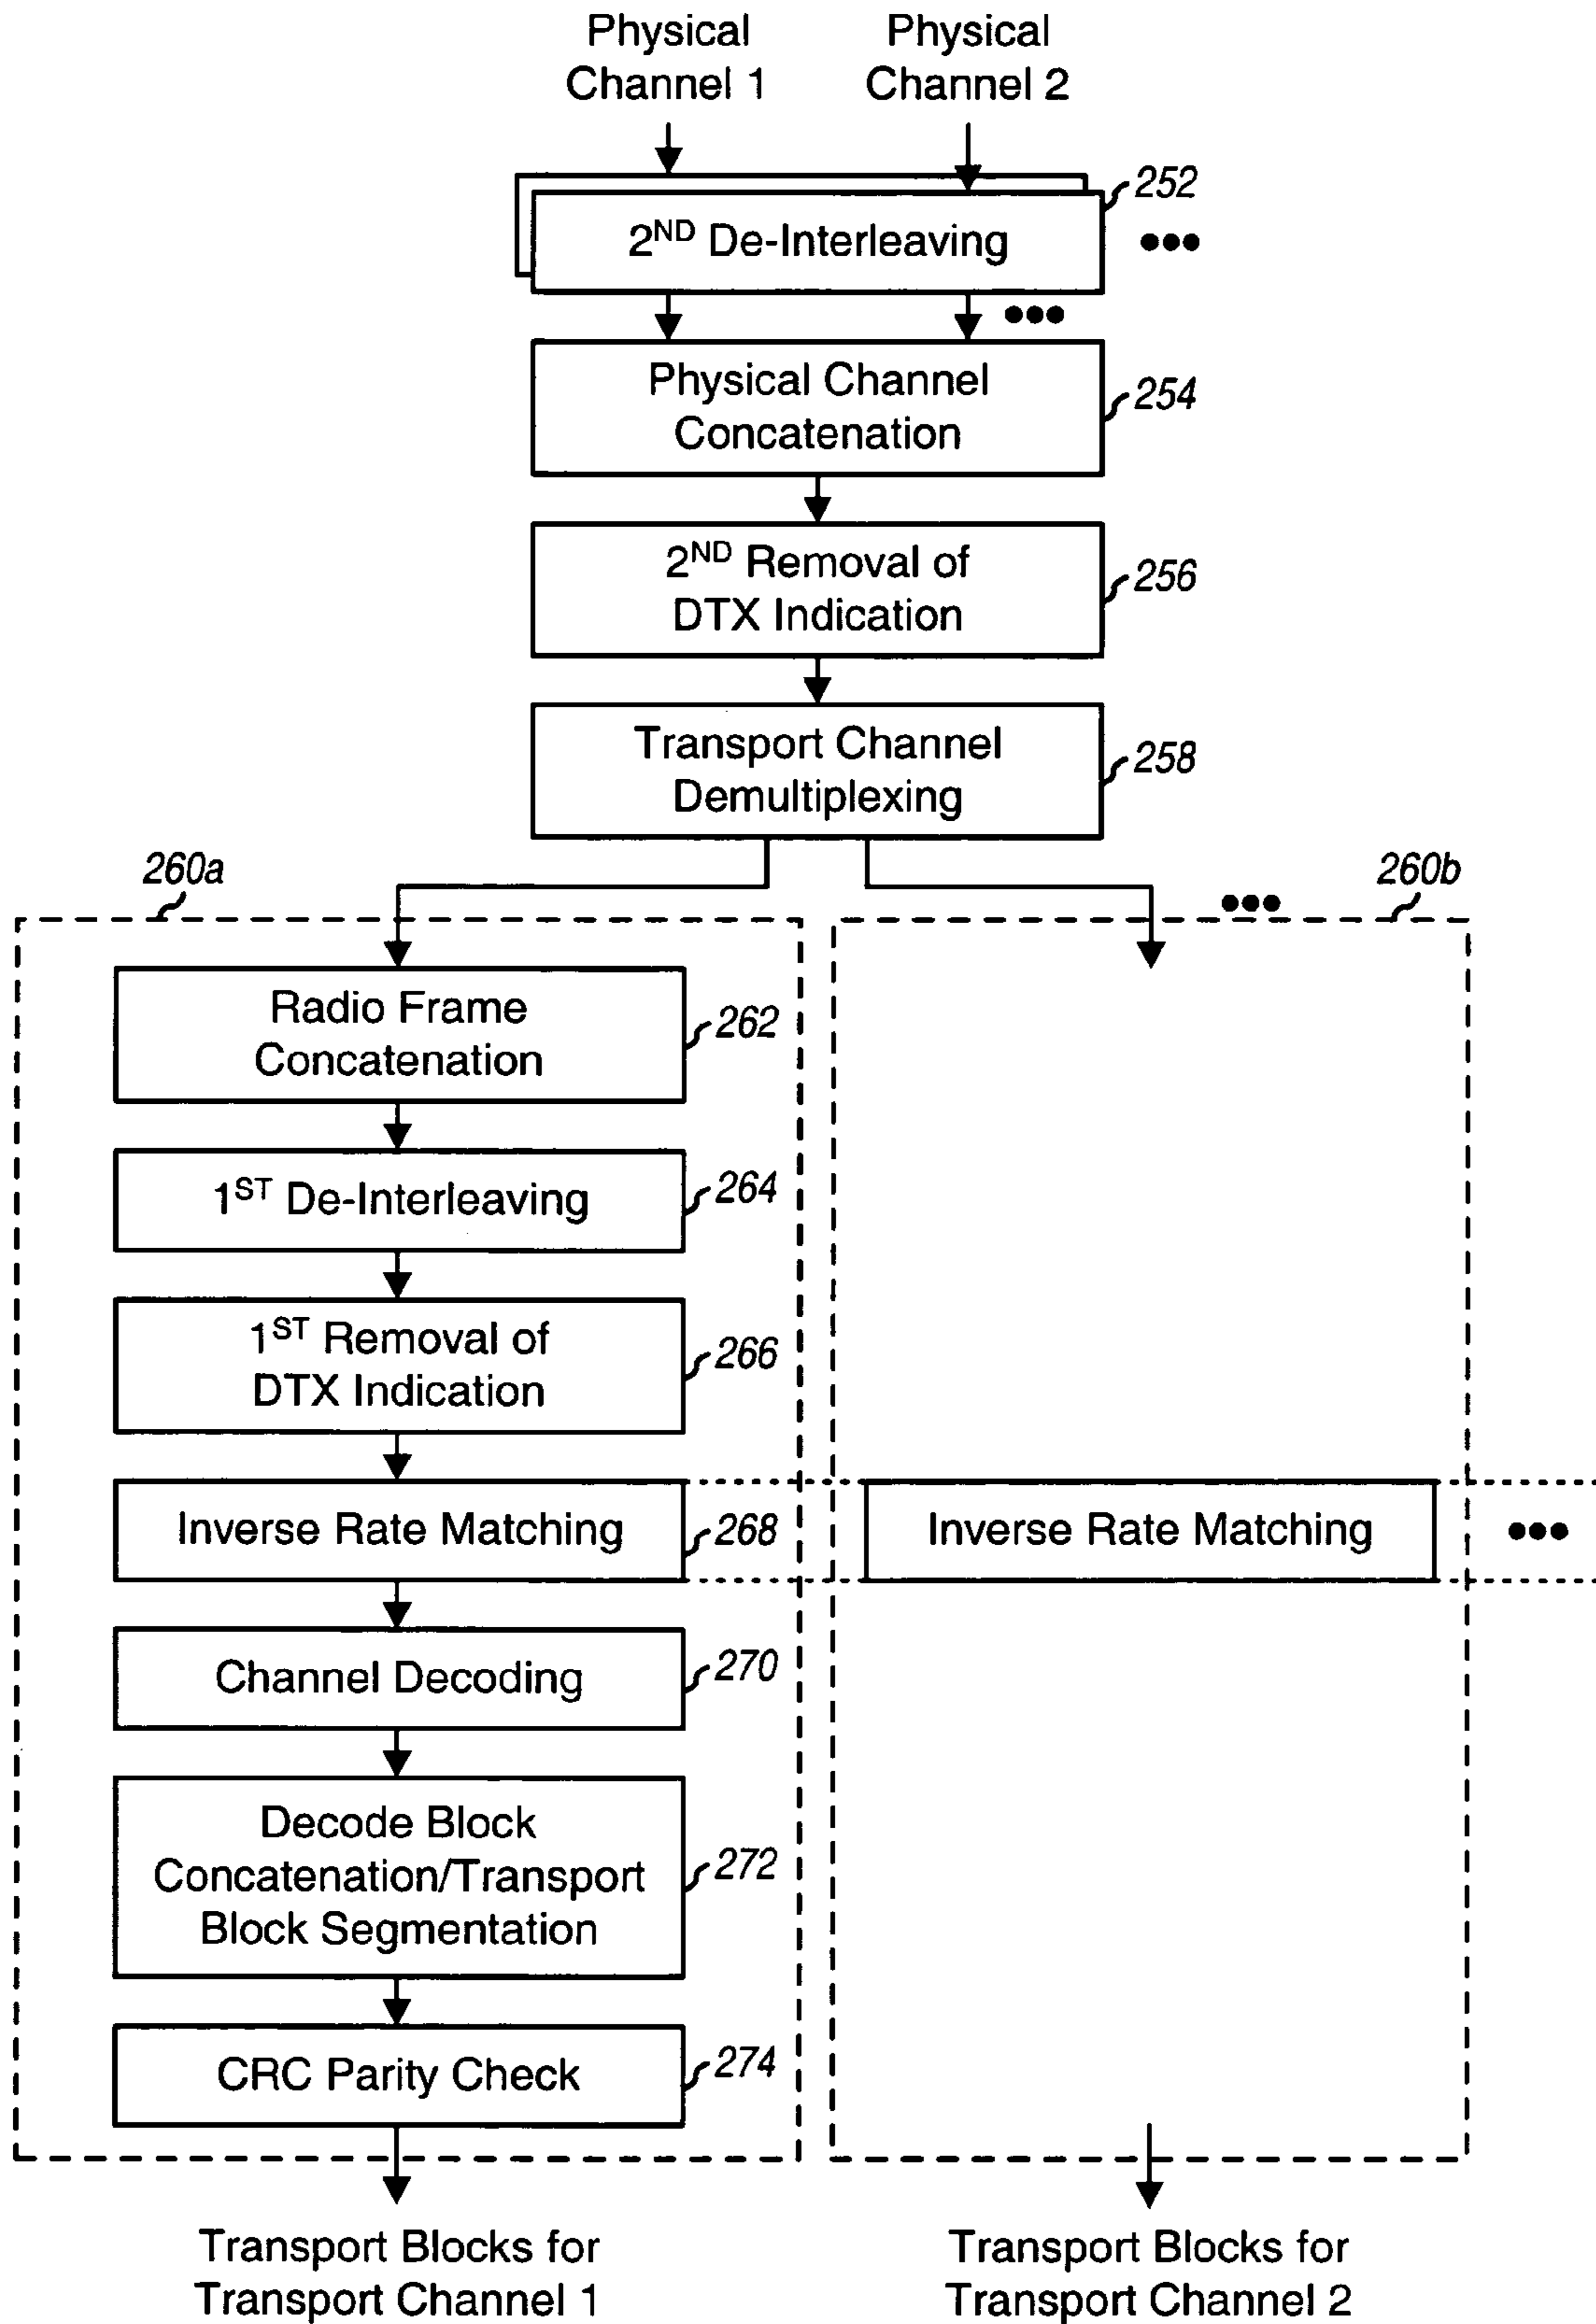 Physical
Channel 1
Physical
Channel 2
252
2ND De-Interleaving
Physical Channel
Concatenation
254
2ND Removal of
DTX Indication
256
Transport Channel
Demultiplexing
258
260a
260b
Radio Frame
Concatenation
262
1ST De-Interleaving
264
1ST Removal of
DTX Indication
266
Inverse Rate Matching
268
Inverse Rate Matching
Channel Decoding
270
Decode Block
Concatenation/Transport
Block Segmentation
272
CRC Parity Check
274
Transport Blocks for
Transport Channel 1
Transport Blocks for
Transport Channel 2